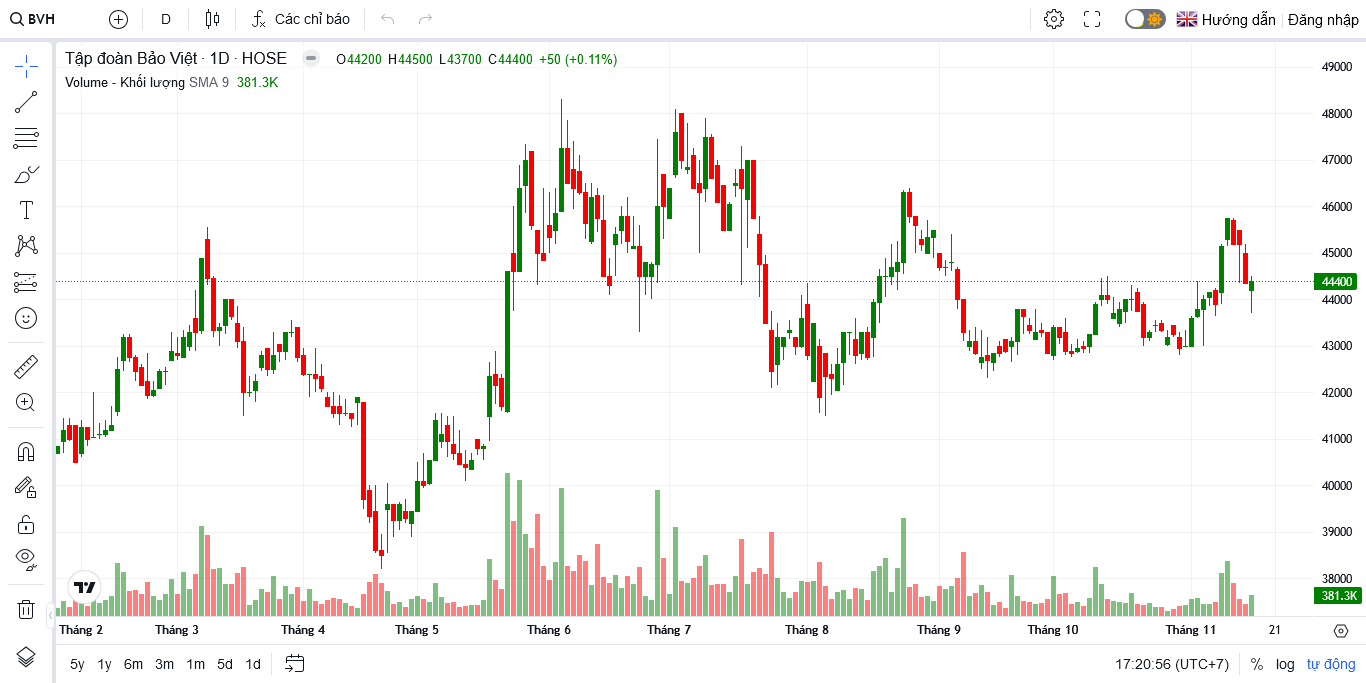 BVH D Các chỉ báo Hướng dẫn Đăng nhập
Tập đoàn Bảo Việt · 1D · HOSE O44200 H44500 L43700 C44400 +50 (+0.11%)
Volume - Khối lượng SMA 9 381.3K
49000
48000
47000
46000
45000
44400
44000
43000
42000
41000
40000
39000
38000
381.3K
Tháng 2 Tháng 3 Tháng 4 Tháng 5 Tháng 6 Tháng 7 Tháng 8 Tháng 9 Tháng 10 Tháng 11 21
5y 1y 6m 3m 1m 5d 1d 17:20:56 (UTC+7) % log tự động